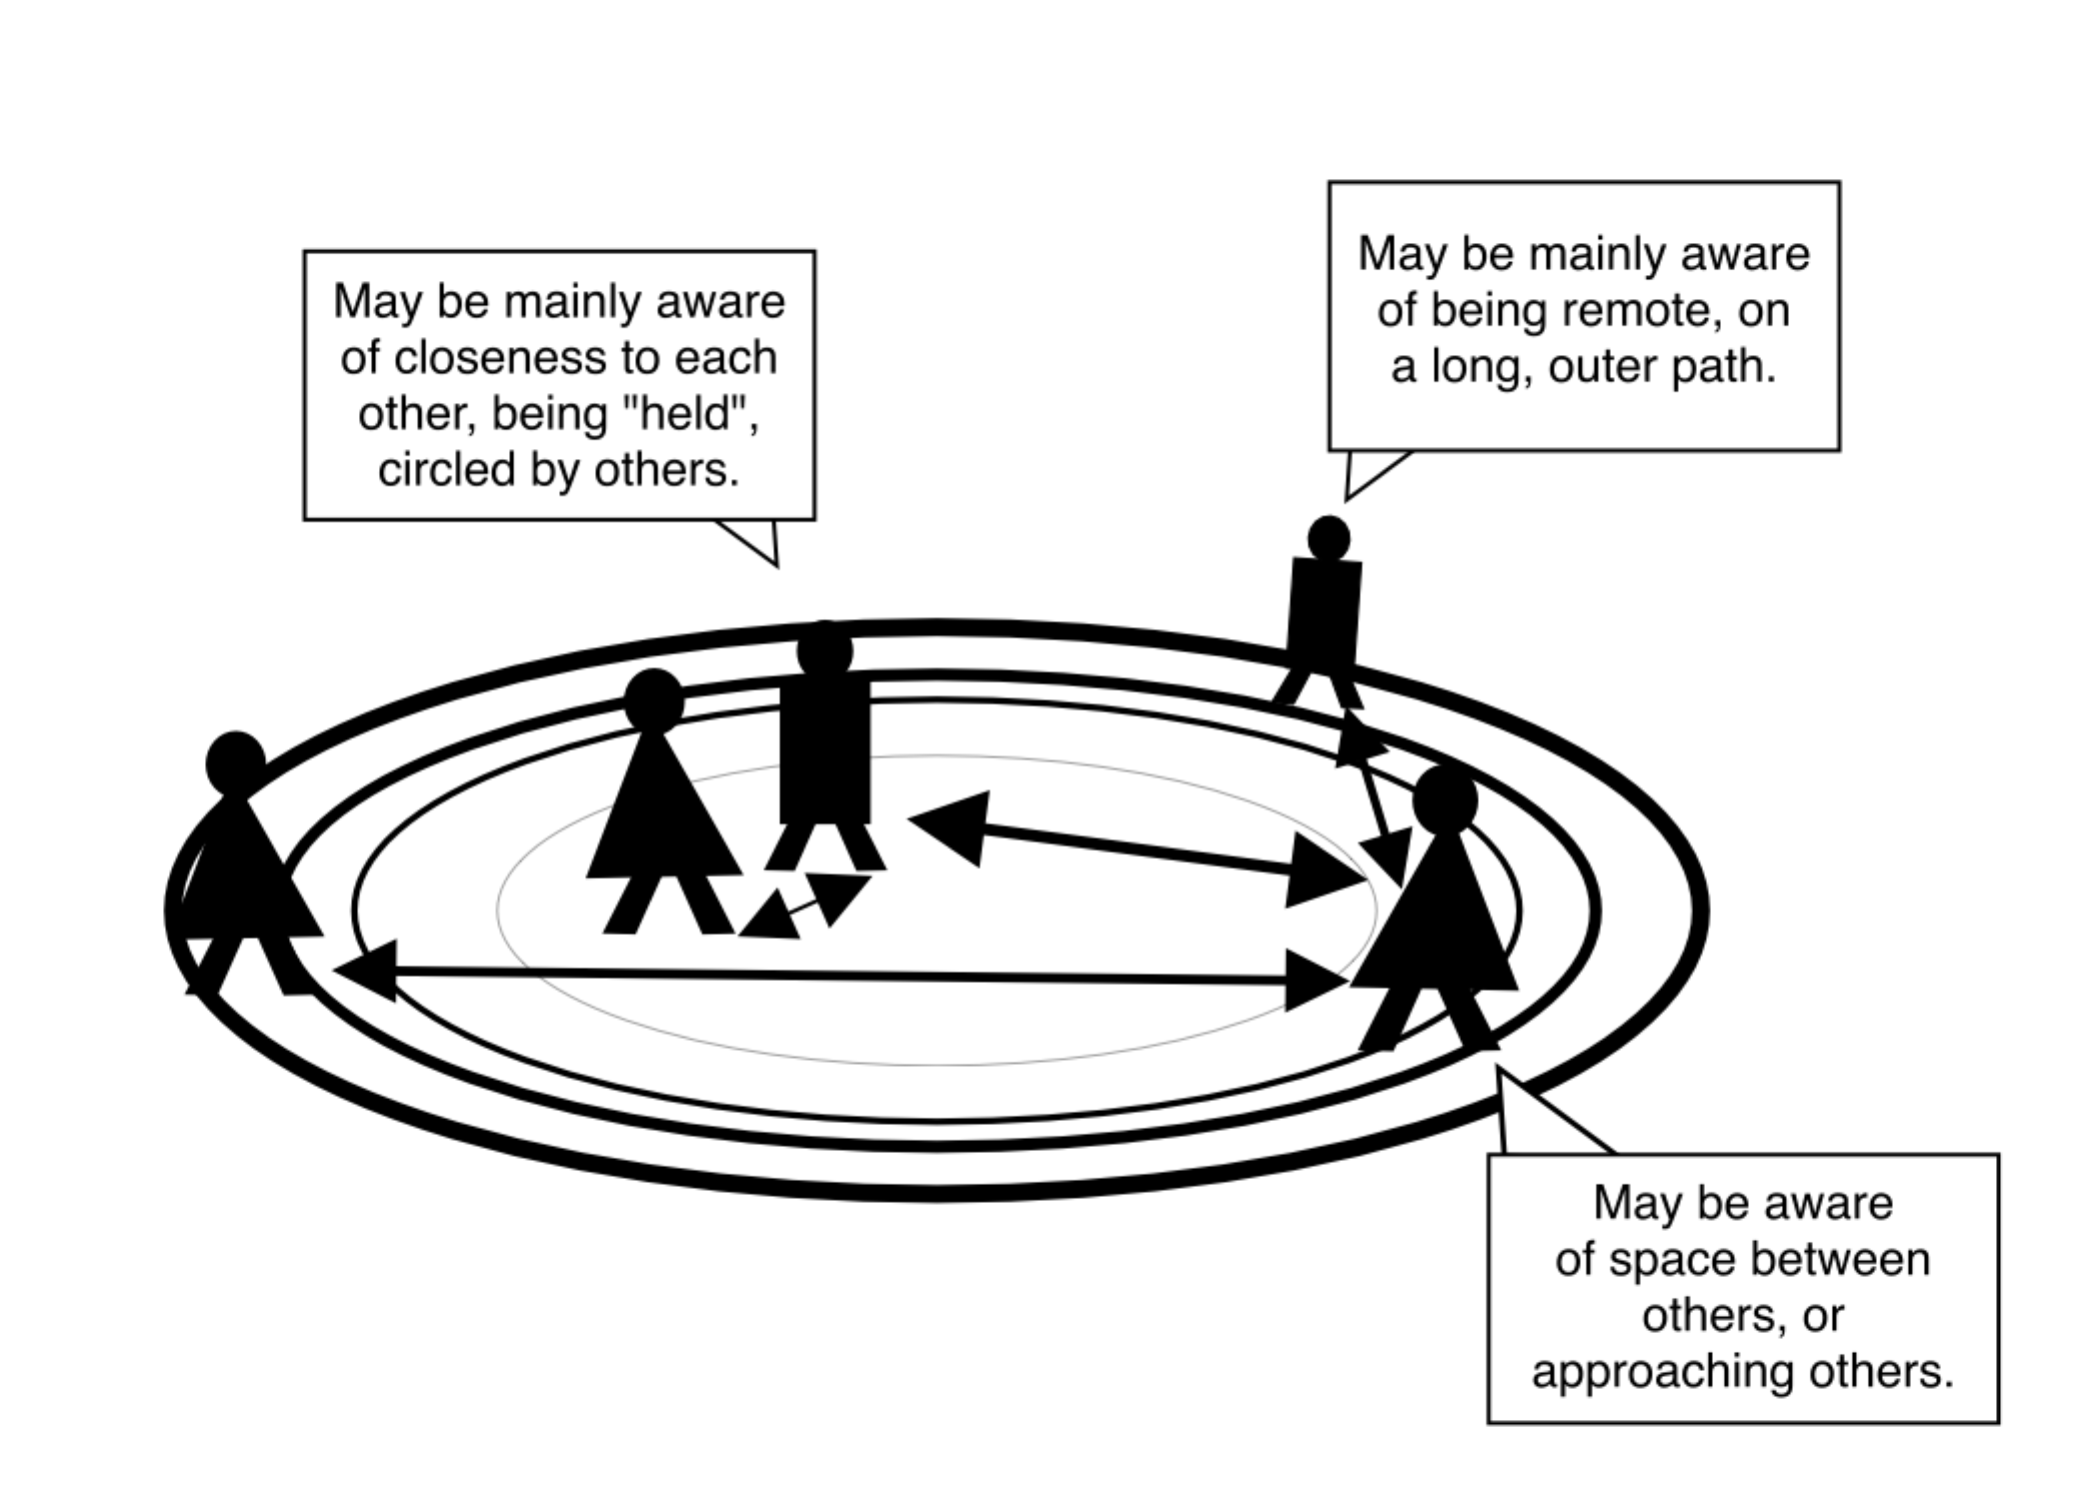 May be mainly aware
of closeness to each
other, being "held",
circled by others.
May be mainly aware
of being remote, on
a long, outer path.
May be aware
of space between
others, or
approaching others.